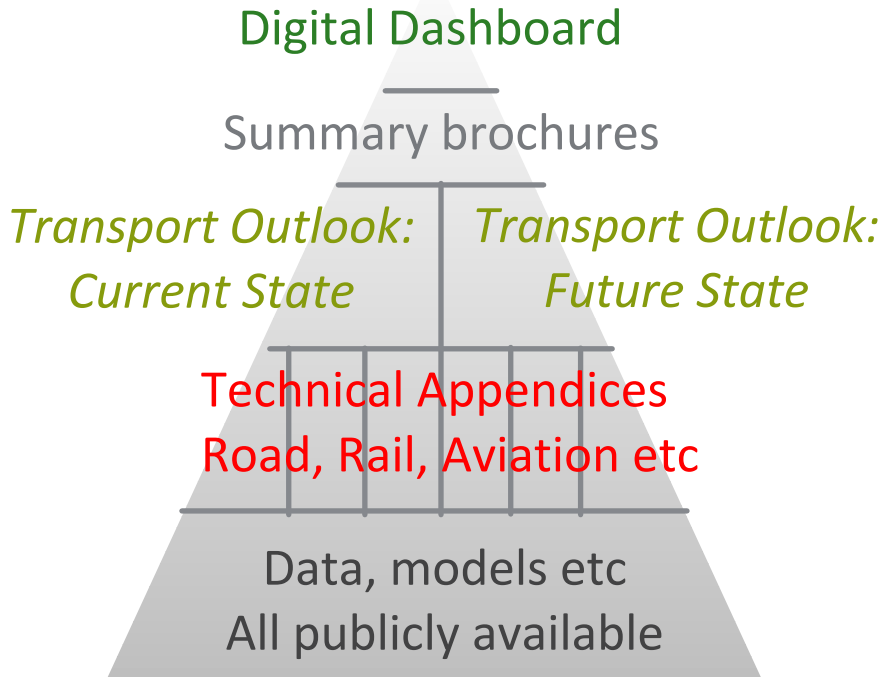 Digital Dashboard
Summary brochures
Transport Outlook:
Current State
Transport Outlook:
Future State
Technical Appendices
Road, Rail, Aviation etc
Data, models etc
All publicly available